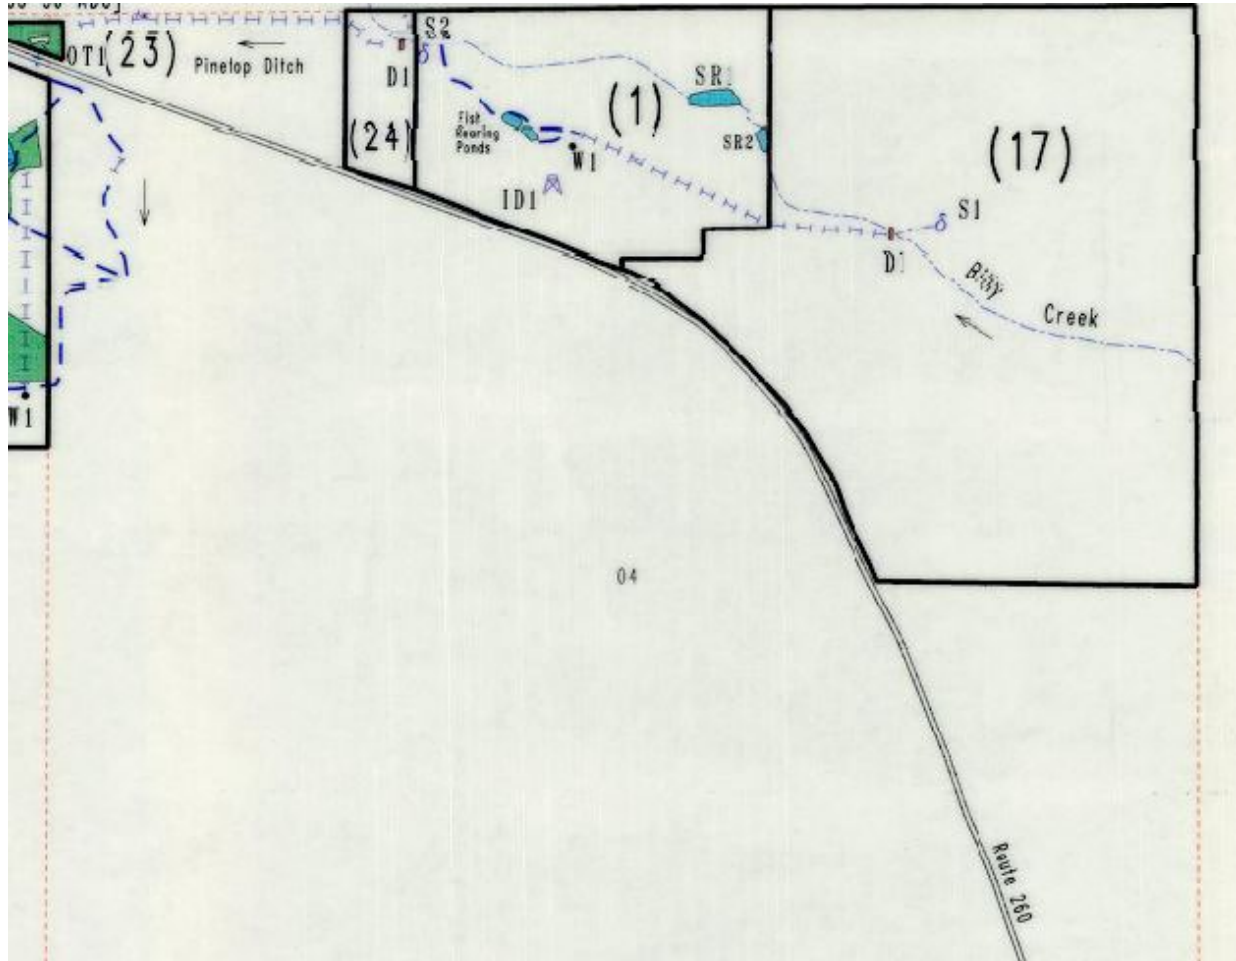 OT1
(23)
Pinetop Ditch
S2
D1
(24)
Fish
Rearing
Ponds
(1)
SR1
SR2
W1
ID1
(17)
S1
D1
Billy
Creek
W1
04
Route 260